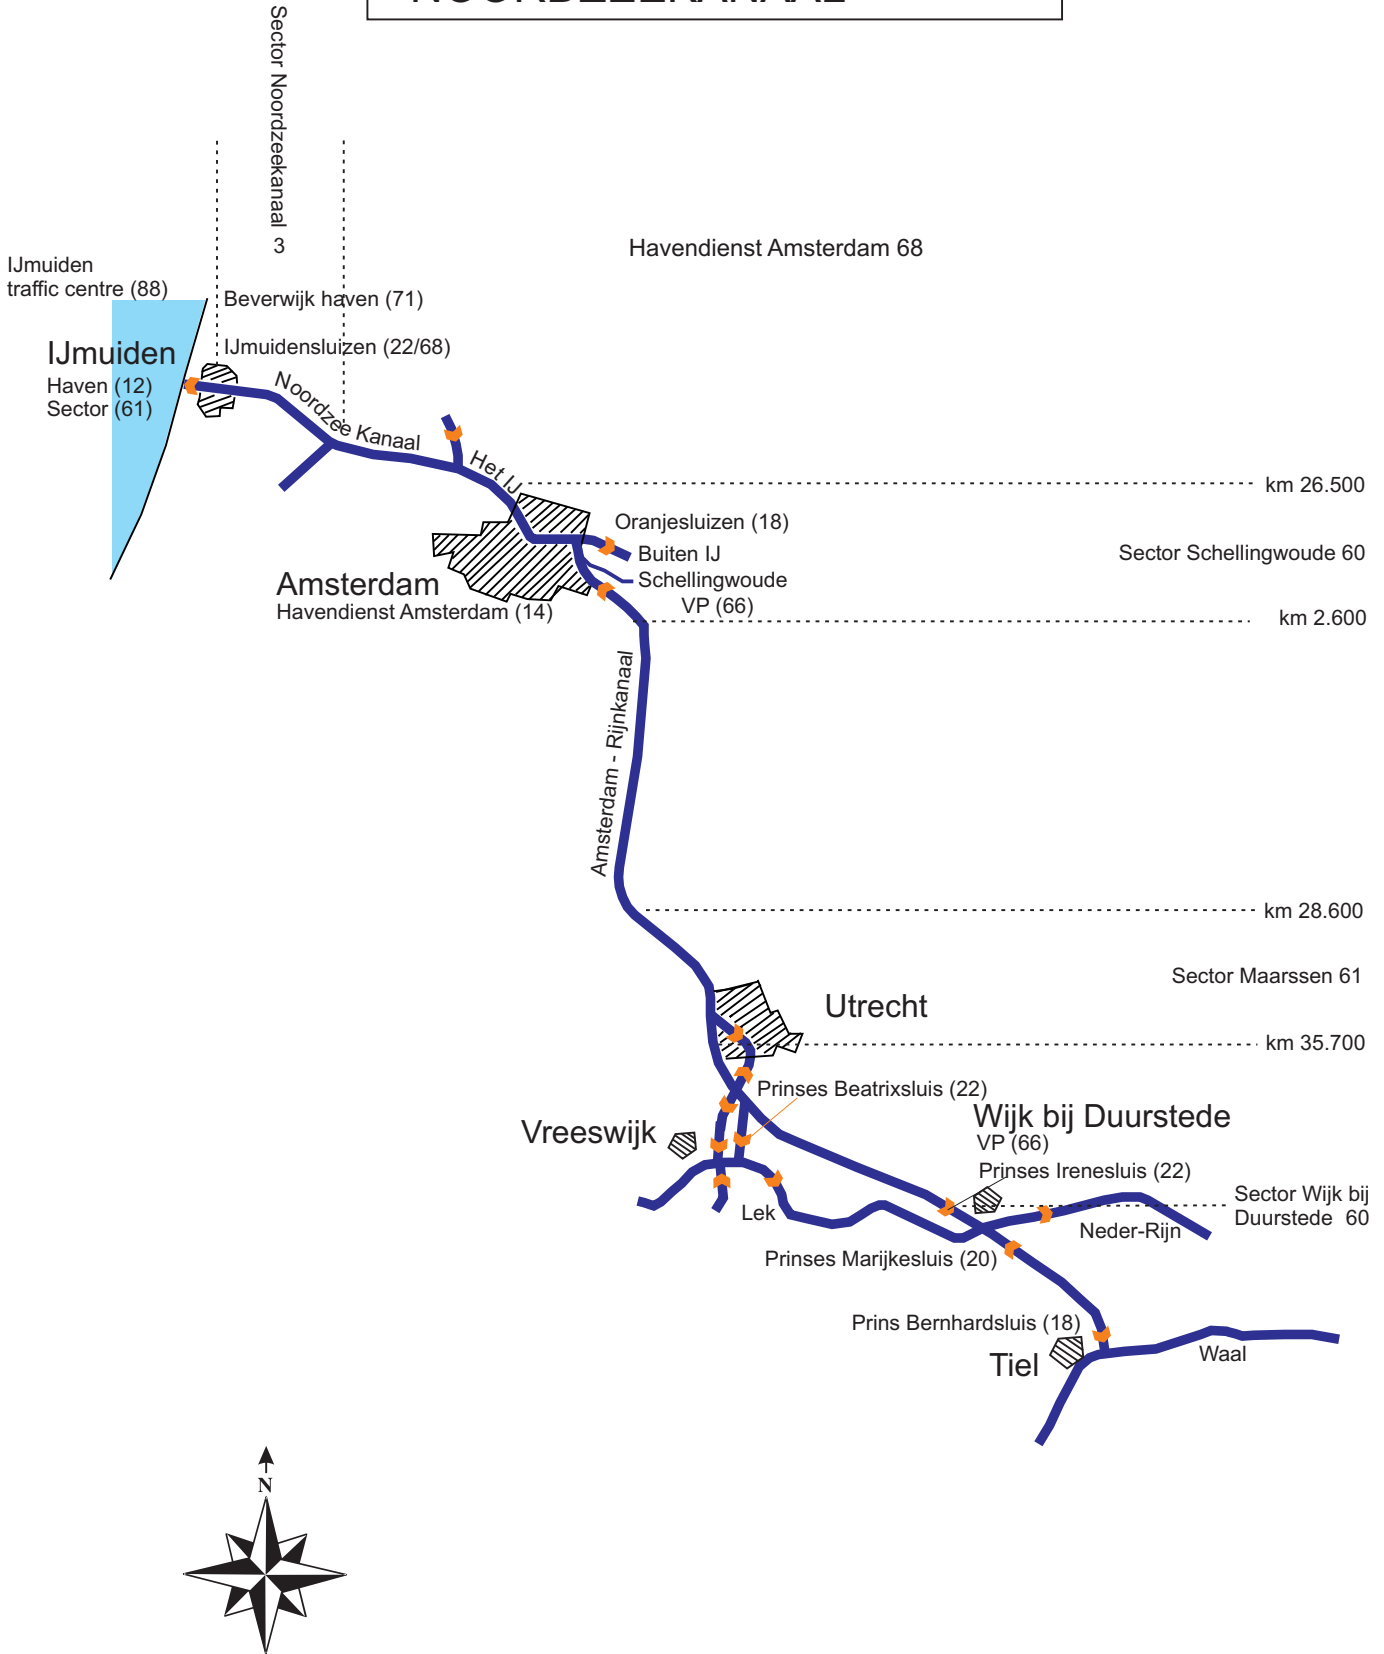 NOORDZEEKANAAL
Sector Noordzeekanaal
3
Havendienst Amsterdam 68
IJmuiden
traffic centre (88)
Beverwijk haven (71)
IJmuiden
IJmuidensluizen (22/68)
Haven (12)
Sector (61)
Noordzee Kanaal
Het IJ
km 26.500
Oranjesluizen (18)
Buiten IJ
Sector Schellingwoude 60
Amsterdam
Schellingwoude
VP (66)
Havendienst Amsterdam (14)
km 2.600
Amsterdam - Rijnkanaal
km 28.600
Sector Maarssen 61
Utrecht
km 35.700
Prinses Beatrixsluis (22)
Wijk bij Duurstede
VP (66)
Vreeswijk
Prinses Irenesluis (22)
Sector Wijk bij
Duurstede 60
Lek
Neder-Rijn
Prinses Marijkesluis (20)
Prins Bernhardsluis (18)
Tiel
Waal
N